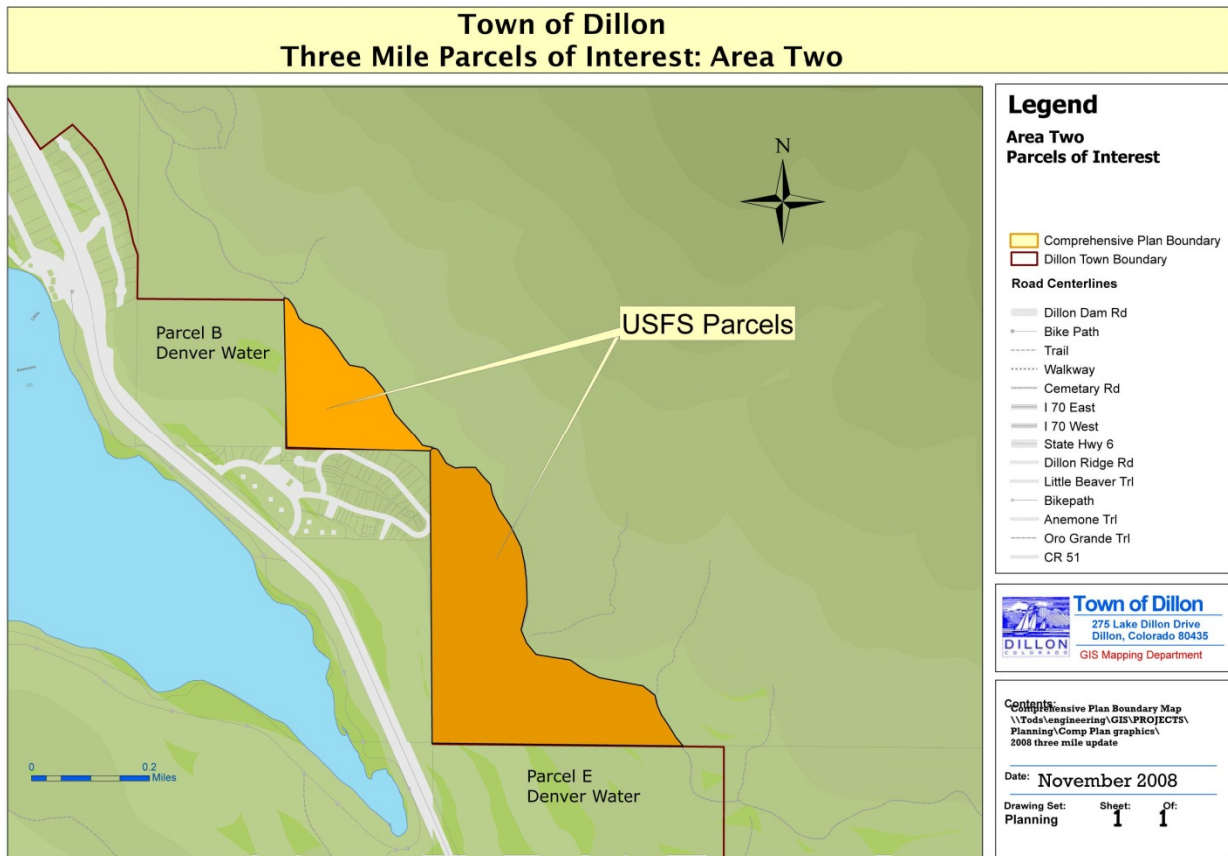 Town of Dillon
Three Mile Parcels of Interest: Area Two
N
USFS Parcels
Parcel B
Denver Water
Parcel E
Denver Water
0
0.2
Miles
Legend
Area Two
Parcels of Interest
Comprehensive Plan Boundary
Dillon Town Boundary
Road Centerlines
Dillon Dam Rd
Bike Path
Trail
Walkway
Cemetary Rd
I 70 East
I 70 West
State Hwy 6
Dillon Ridge Rd
Little Beaver Trl
Bikepath
Anemone Trl
Oro Grande Trl
CR 51
DILLON
COLORADO
Town of Dillon
275 Lake Dillon Drive
Dillon, Colorado 80435
GIS Mapping Department
Contents:
Comprehensive Plan Boundary Map
\\Tods\engineering\GIS\PROJECTS\
Planning\Comp Plan graphics\
2008 three mile update
Date: November 2008
Drawing Set: Sheet: Of:
Planning 1 1